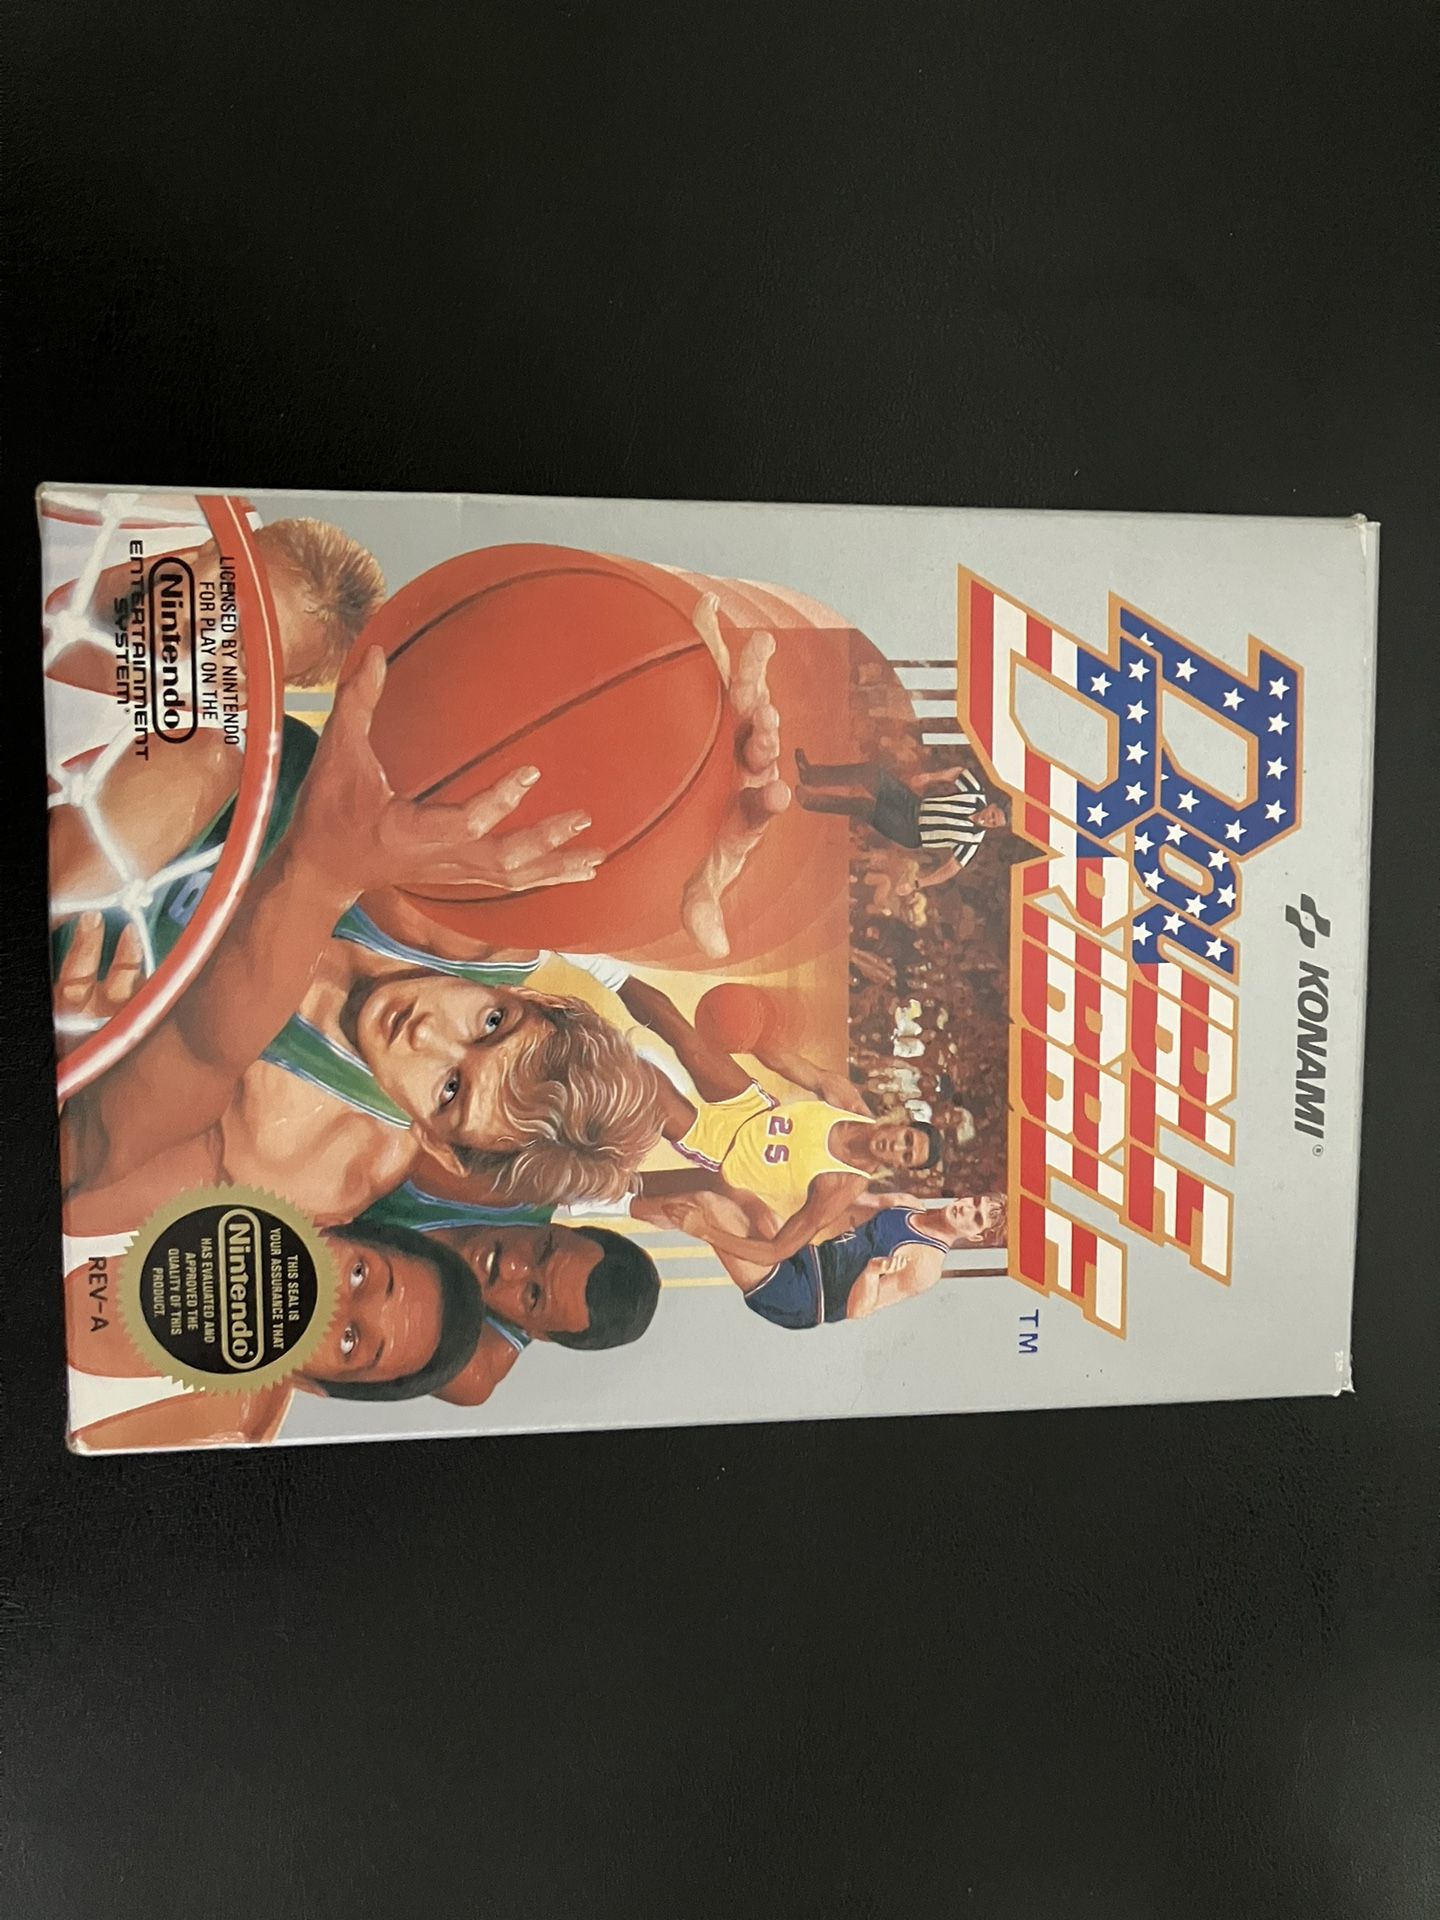 KONAMI®
DOUBLE
DRIBBLE
TM
25
LICENSED BY NINTENDO
FOR PLAY ON THE
Nintendo
ENTERTAINMENT
SYSTEM®
THIS SEAL IS
YOUR ASSURANCE THAT
Nintendo®
HAS EVALUATED AND
APPROVED THE
QUALITY OF THIS
PRODUCT.
REV-A